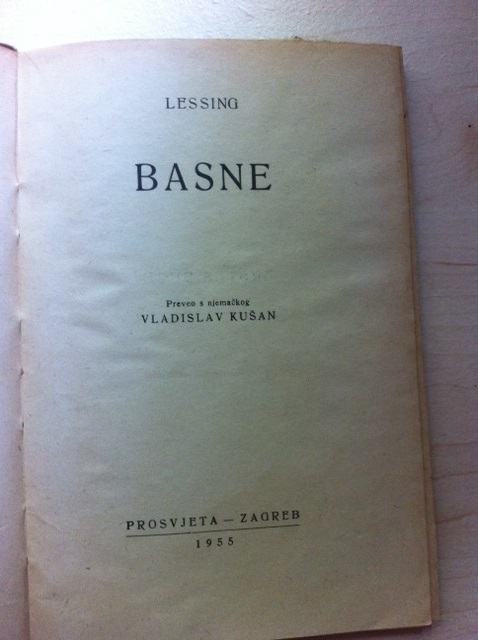 LESSING
BASNE
Preveo s njemačkog
VLADISLAV KUŠAN
PROSVJETA — ZAGREB
1955